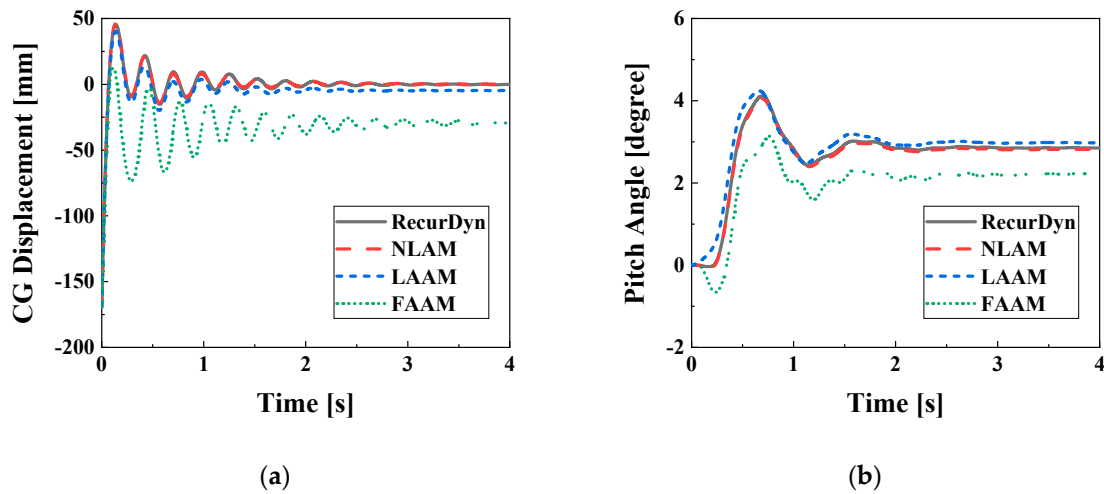 CG Displacement [mm]
50
0
-50
-100
-150
-200
RecurDyn
NLAM
LAAM
FAAM
0 1 2 3 4
Time [s]
(a)
Pitch Angle [degree]
6
4
2
0
-2
RecurDyn
NLAM
LAAM
FAAM
0 1 2 3 4
Time [s]
(b)